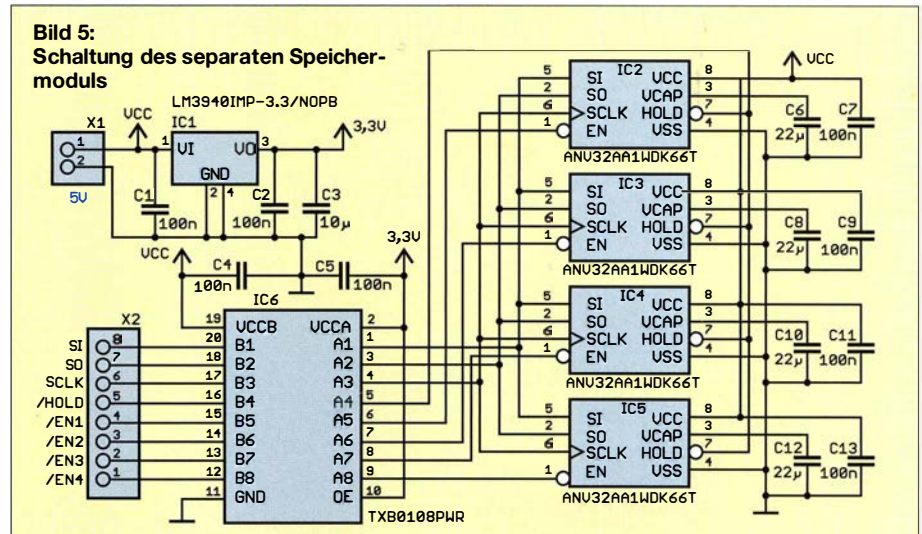 Bild 5:
Schaltung des separaten Speicher-
moduls
LM3940IMP-3.3/NOPB
X1
1
2
5V
VCC
IC1
1 VI VO 3
GND
2 4
3,3V
C1
100n
C2
100n
C3
10µ
VCC
C4
100n
C5
100n
3,3V
X2
SI 8
SO 7
SCLK 6
/HOLD 5
/EN1 4
/EN2 3
/EN3 2
/EN4 1
IC6
19 VCCB VCCA 2
20 B1 A1 1
18 B2 A2 3
17 B3 A3 4
16 B4 A4 5
15 B5 A5 6
14 B6 A6 7
13 B7 A7 8
12 B8 A8 9
11 GND OE 10
TXB0108PWR
IC2
5 SI VCC 8
2 SO VCAP 3
6 SCLK HOLD 7
1 EN VSS 4
ANV32AA1WDK66T
VCC
C6
22µ
C7
100n
IC3
5 SI VCC 8
2 SO VCAP 3
6 SCLK HOLD 7
1 EN VSS 4
ANV32AA1WDK66T
C8
22µ
C9
100n
IC4
5 SI VCC 8
2 SO VCAP 3
6 SCLK HOLD 7
1 EN VSS 4
ANV32AA1WDK66T
C10
22µ
C11
100n
IC5
5 SI VCC 8
2 SO VCAP 3
6 SCLK HOLD 7
1 EN VSS 4
ANV32AA1WDK66T
C12
22µ
C13
100n